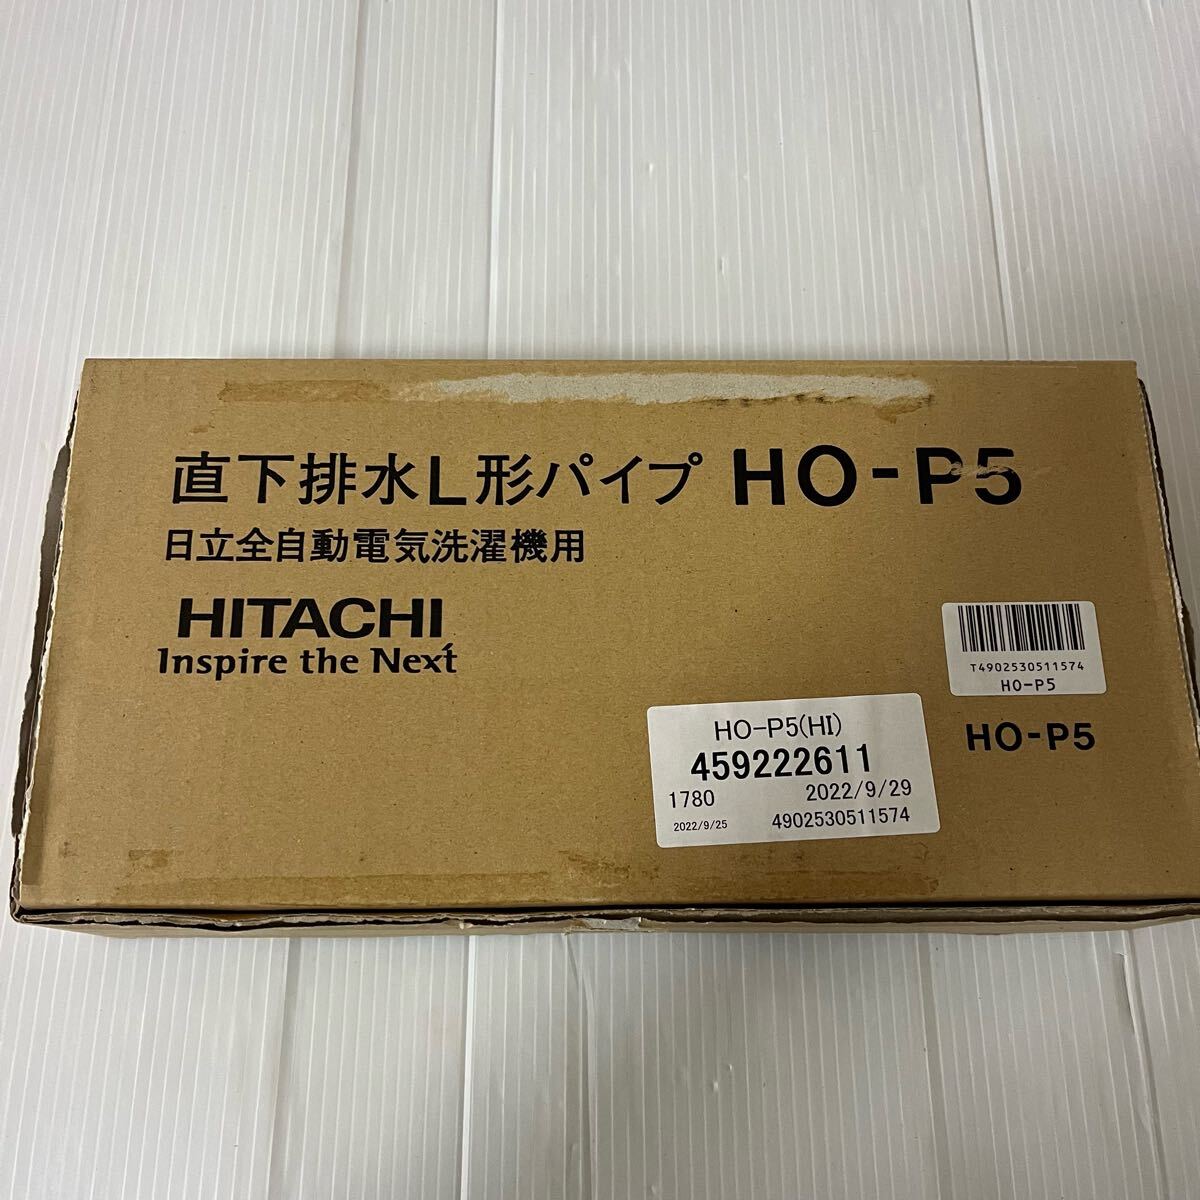 直下排水L形パイプ HO-P5
日立全自動電気洗濯機用
HITACHI
Inspire the Next
T4902530511574
HO-P5
HO-P5
HO-P5(HI)
459222611
1780 2022/9/29
2022/9/25 4902530511574